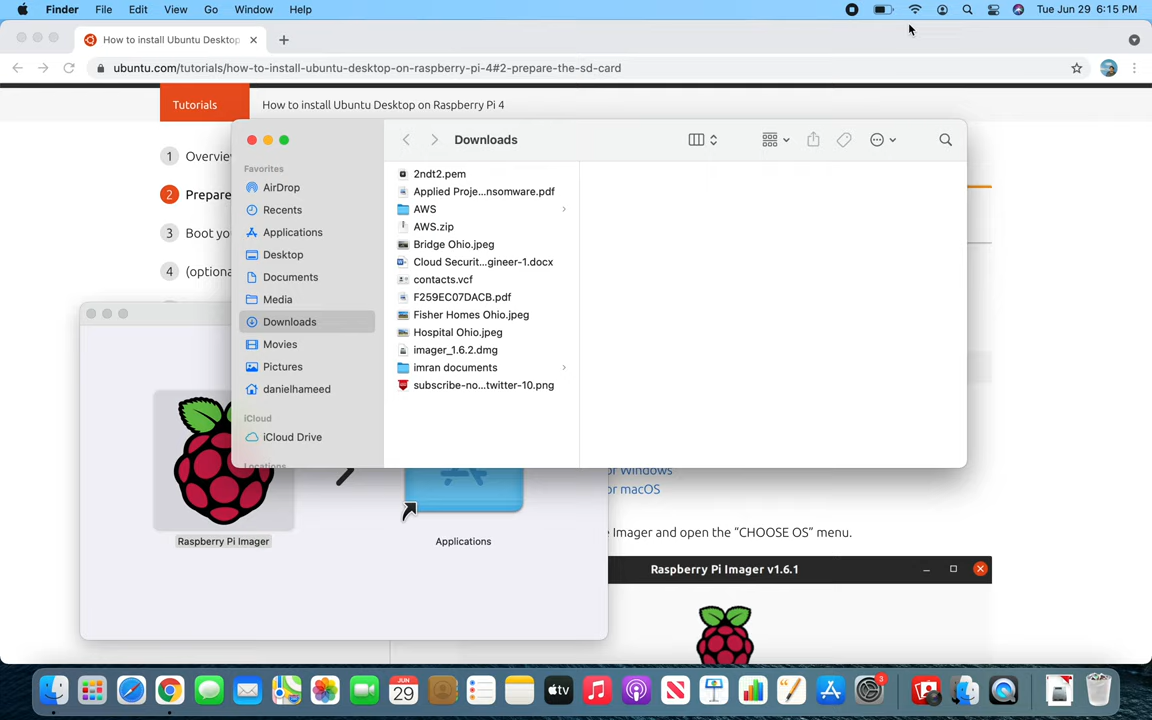 Finder File Edit View Go Window Help Tue Jun 29 6:15 PM
How to install Ubuntu Desktop
ubuntu.com/tutorials/how-to-install-ubuntu-desktop-on-raspberry-pi-4#2-prepare-the-sd-card
Tutorials How to install Ubuntu Desktop on Raspberry Pi 4
1 Overvie
2 Prepare
3 Boot yo
4 (optiona
Downloads
Favorites
AirDrop
Recents
Applications
Desktop
Documents
Media
Downloads
Movies
Pictures
danielhameed
iCloud
iCloud Drive
Locations
2ndt2.pem
Applied Proje...nsomware.pdf
AWS
AWS.zip
Bridge Ohio.jpeg
Cloud Securit...gineer-1.docx
contacts.vcf
F259EC07DACB.pdf
Fisher Homes Ohio.jpeg
Hospital Ohio.jpeg
imager_1.6.2.dmg
imran documents
subscribe-no...twitter-10.png
Raspberry Pi Imager
Applications
or Windows
or macOS
Imager and open the “CHOOSE OS” menu.
Raspberry Pi Imager v1.6.1
JUN
29
tv
3